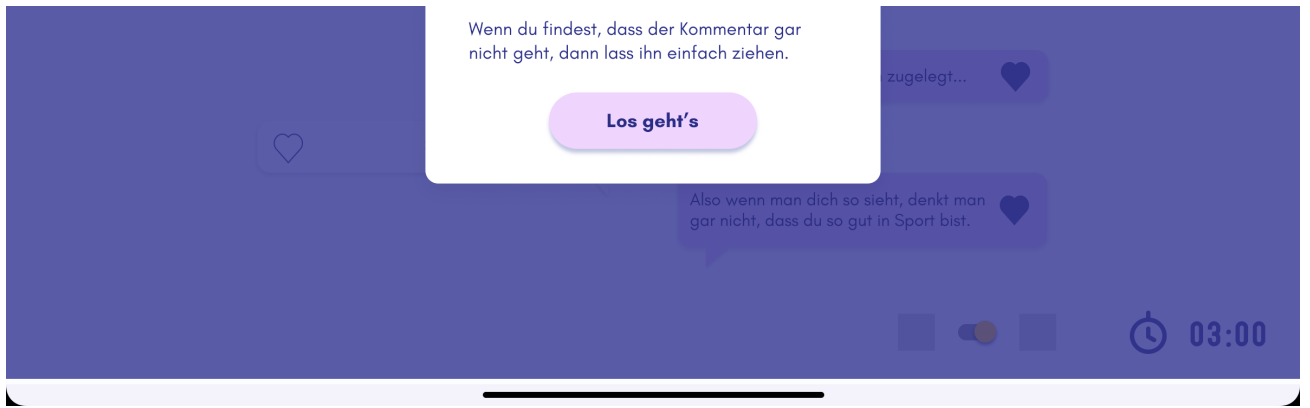 Wenn du findest, dass der Kommentar gar
nicht geht, dann lass ihn einfach ziehen.
zugelegt...
Los geht's
Also wenn man dich so sieht, denkt man
gar nicht, dass du so gut in Sport bist.
03:00